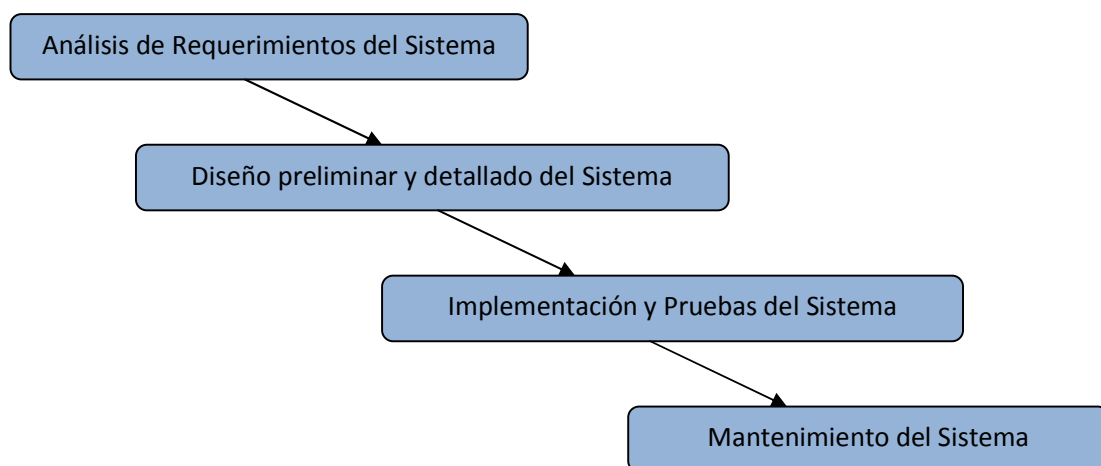 Análisis de Requerimientos del Sistema
Diseño preliminar y detallado del Sistema
Implementación y Pruebas del Sistema
Mantenimiento del Sistema